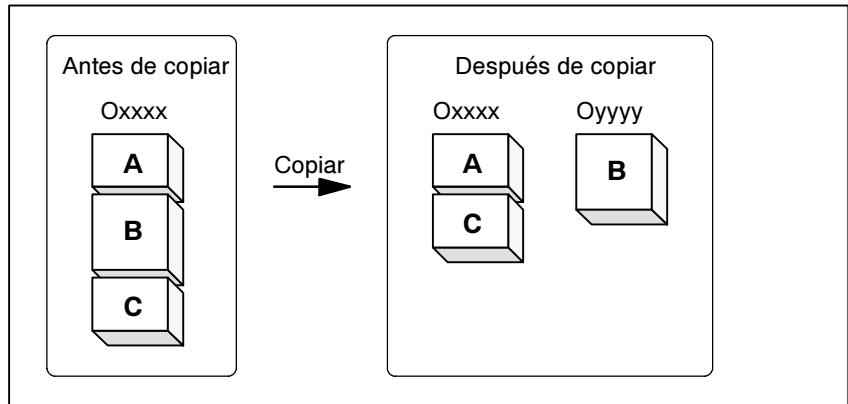 Antes de copiar
Oxxxx
A
B
C
Copiar
Después de copiar
Oxxxx
Oyyyy
A
C
B